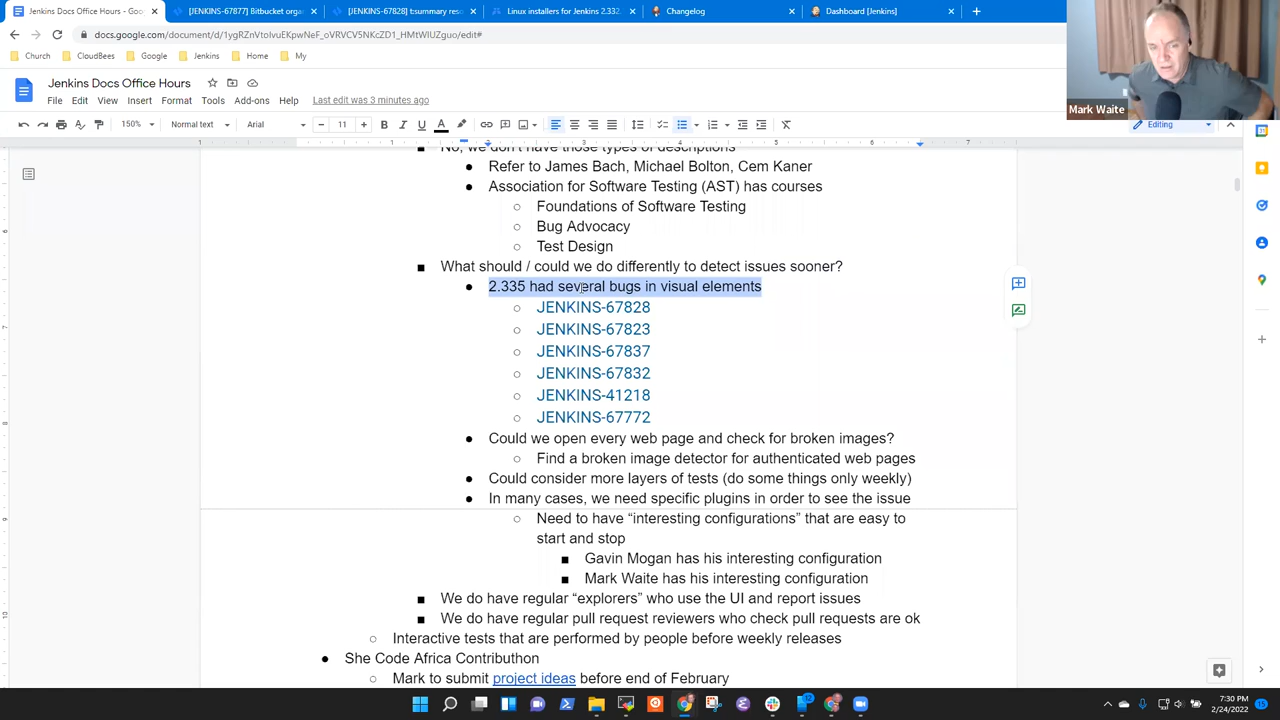 Jenkins Docs Office Hours - Goo
[JENKINS-67877] Bitbucket orga
[JENKINS-67828] t:summary reso
Linux installers for Jenkins 2.332.
Changelog
Dashboard [Jenkins]
docs.google.com/document/d/1ygRZnVtoIvuEKpwNeF_oVRVCV5NKcZD1_HMtWIUZguo/edit#
Church
CloudBees
Google
Jenkins
Home
My
Jenkins Docs Office Hours
File Edit View Insert Format Tools Add-ons Help Last edit was 3 minutes ago
Mark Waite
150% Normal text Arial 11 Editing
No, we don't have those types of descriptions
Refer to James Bach, Michael Bolton, Cem Kaner
Association for Software Testing (AST) has courses
Foundations of Software Testing
Bug Advocacy
Test Design
What should / could we do differently to detect issues sooner?
2.335 had several bugs in visual elements
JENKINS-67828
JENKINS-67823
JENKINS-67837
JENKINS-67832
JENKINS-41218
JENKINS-67772
Could we open every web page and check for broken images?
Find a broken image detector for authenticated web pages
Could consider more layers of tests (do some things only weekly)
In many cases, we need specific plugins in order to see the issue
Need to have “interesting configurations” that are easy to
start and stop
Gavin Mogan has his interesting configuration
Mark Waite has his interesting configuration
We do have regular “explorers” who use the UI and report issues
We do have regular pull request reviewers who check pull requests are ok
Interactive tests that are performed by people before weekly releases
She Code Africa Contributhon
Mark to submit project ideas before end of February
7:30 PM
2/24/2022